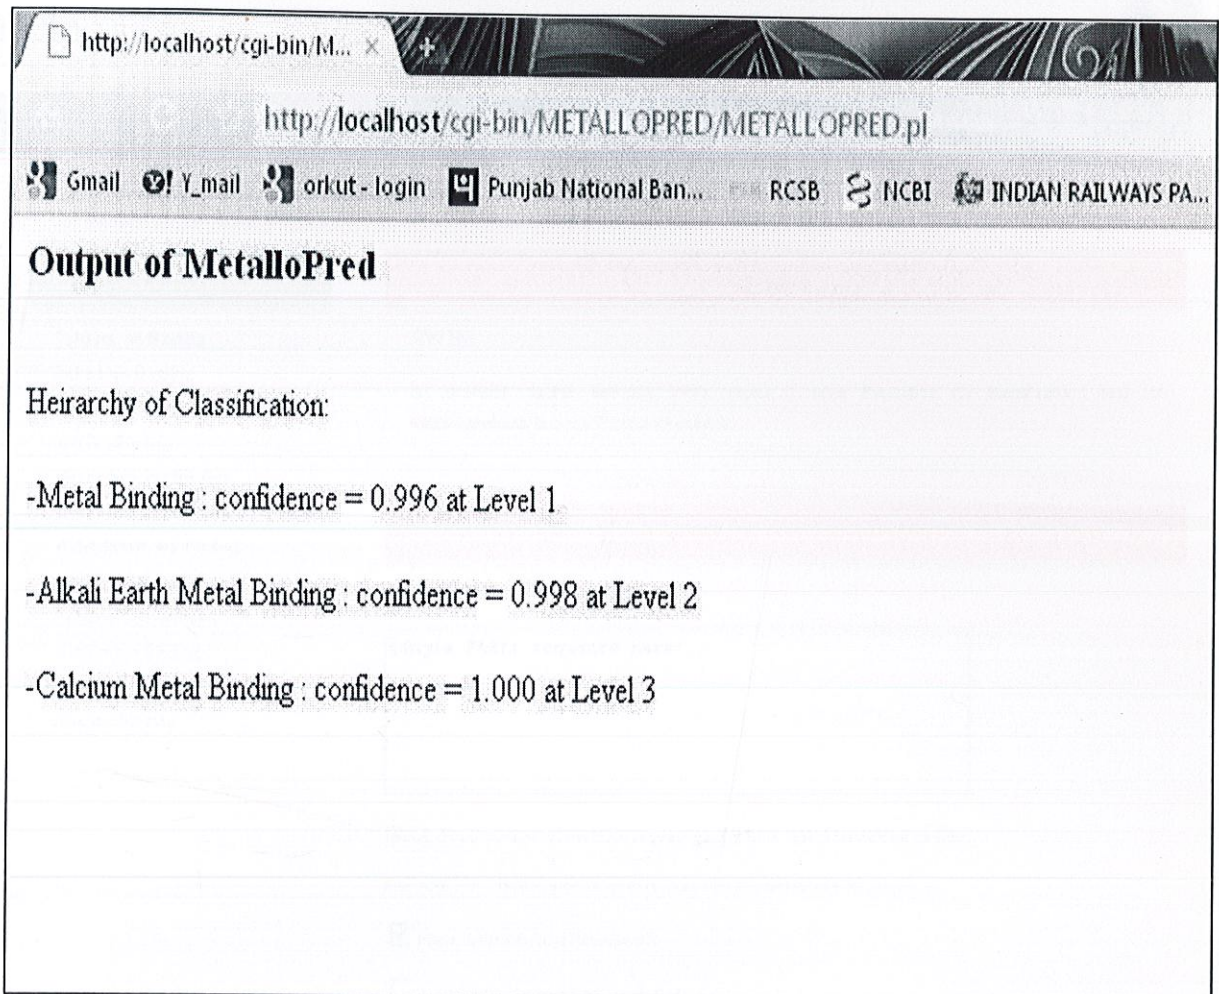 http://localhost/cgi-bin/M... ×
http://localhost/cgi-bin/METALLOPRED/METALLOPRED.pl
Gmail Y_mail orkut - login Punjab National Ban... RCSB NCBI INDIAN RAILWAYS PA...
Output of MetalloPred
Heirarchy of Classification:
-Metal Binding : confidence = 0.996 at Level 1
-Alkali Earth Metal Binding : confidence = 0.998 at Level 2
-Calcium Metal Binding : confidence = 1.000 at Level 3